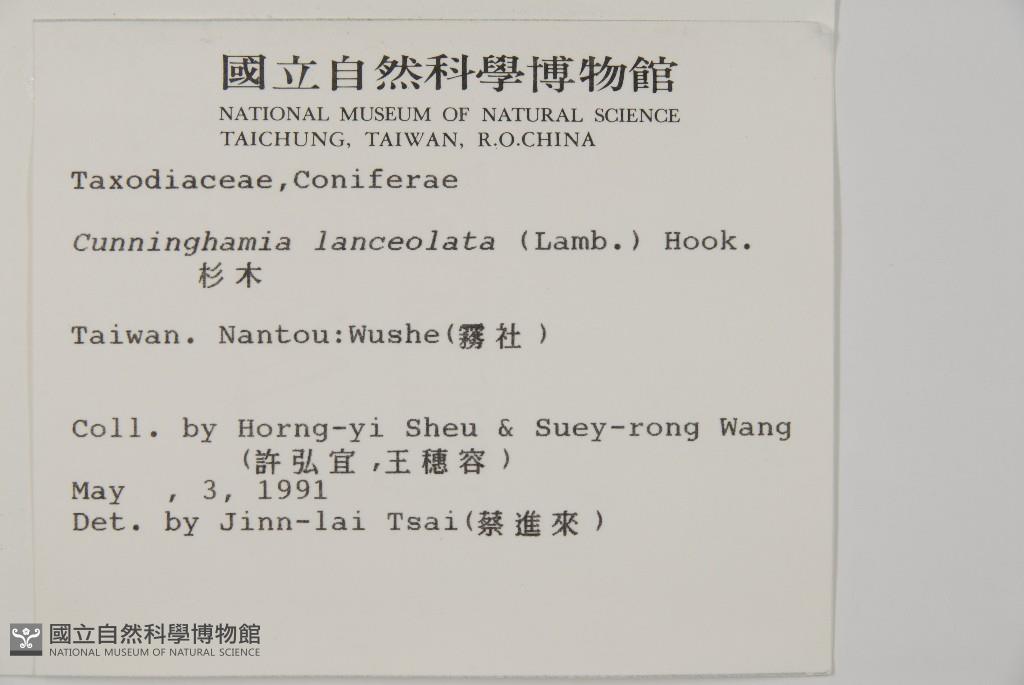 國立自然科學博物館
NATIONAL MUSEUM OF NATURAL SCIENCE
TAICHUNG, TAIWAN, R.O.CHINA
Taxodiaceae,Coniferae
Cunninghamia lanceolata (Lamb.) Hook.
杉木
Taiwan. Nantou:Wushe(霧社)
Coll. by Horng-yi Sheu & Suey-rong Wang
(許弘宜,王穗容)
May , 3, 1991
Det. by Jinn-lai Tsai(蔡進來)
國立自然科學博物館
NATIONAL MUSEUM OF NATURAL SCIENCE